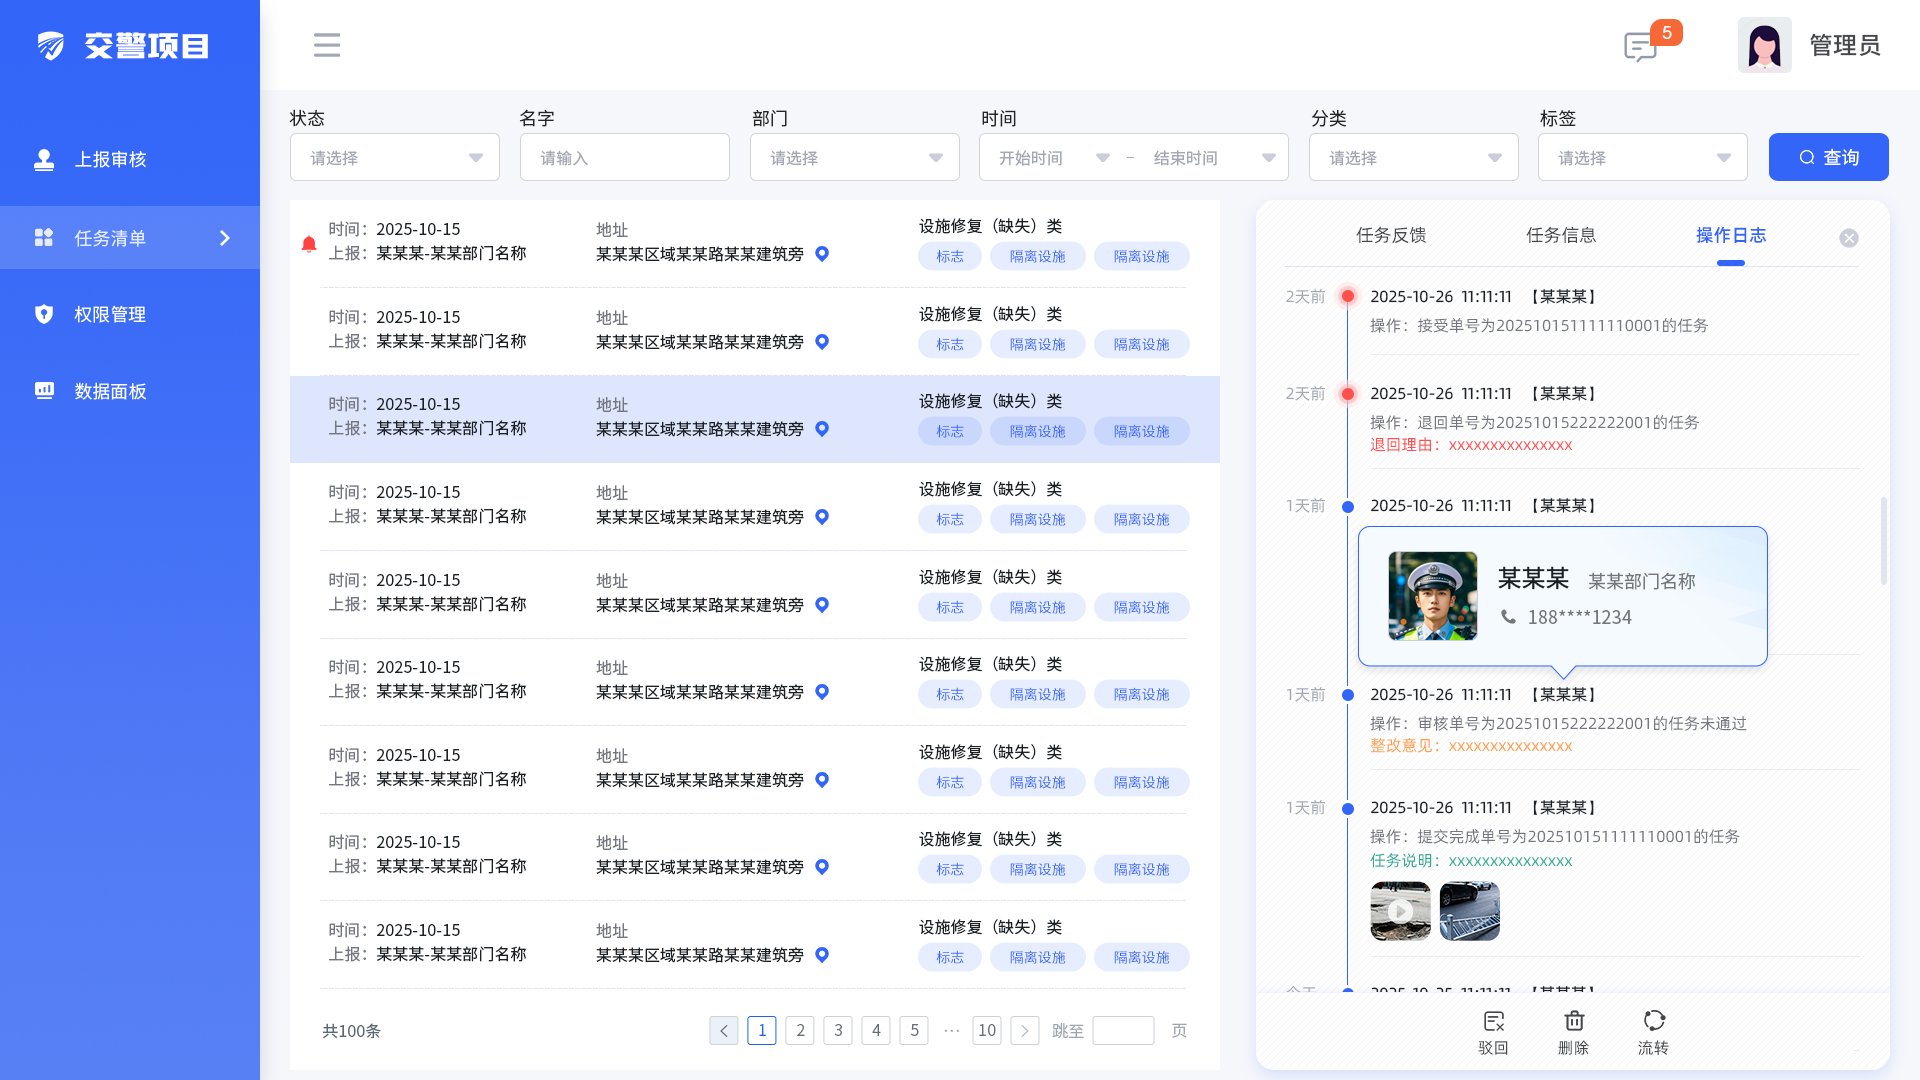 交警项目
上报审核
任务清单
权限管理
数据面板
5
管理员
状态
名字
部门
时间
分类
标签
请选择
请输入
请选择
开始时间 - 结束时间
请选择
请选择
查询
时间：2025-10-15
上报：某某某-某某部门名称
地址
某某某区域某某路某某建筑旁
设施修复（缺失）类
标志 隔离设施 隔离设施
时间：2025-10-15
上报：某某某-某某部门名称
地址
某某某区域某某路某某建筑旁
设施修复（缺失）类
标志 隔离设施 隔离设施
时间：2025-10-15
上报：某某某-某某部门名称
地址
某某某区域某某路某某建筑旁
设施修复（缺失）类
标志 隔离设施 隔离设施
时间：2025-10-15
上报：某某某-某某部门名称
地址
某某某区域某某路某某建筑旁
设施修复（缺失）类
标志 隔离设施 隔离设施
时间：2025-10-15
上报：某某某-某某部门名称
地址
某某某区域某某路某某建筑旁
设施修复（缺失）类
标志 隔离设施 隔离设施
时间：2025-10-15
上报：某某某-某某部门名称
地址
某某某区域某某路某某建筑旁
设施修复（缺失）类
标志 隔离设施 隔离设施
时间：2025-10-15
上报：某某某-某某部门名称
地址
某某某区域某某路某某建筑旁
设施修复（缺失）类
标志 隔离设施 隔离设施
时间：2025-10-15
上报：某某某-某某部门名称
地址
某某某区域某某路某某建筑旁
设施修复（缺失）类
标志 隔离设施 隔离设施
时间：2025-10-15
上报：某某某-某某部门名称
地址
某某某区域某某路某某建筑旁
设施修复（缺失）类
标志 隔离设施 隔离设施
共100条
< 1 2 3 4 5 ··· 10 > 跳至 页
任务反馈 任务信息 操作日志
2天前 2025-10-26 11:11:11 【某某某】
操作：接受单号为202510151111110001的任务
2天前 2025-10-26 11:11:11 【某某某】
操作：退回单号为20251015222222001的任务
退回理由：xxxxxxxxxxxxxxx
1天前 2025-10-26 11:11:11 【某某某】
某某某 某某部门名称
188****1234
1天前 2025-10-26 11:11:11 【某某某】
操作：审核单号为20251015222222001的任务未通过
整改意见：xxxxxxxxxxxxxxx
1天前 2025-10-26 11:11:11 【某某某】
操作：提交完成单号为202510151111110001的任务
任务说明：xxxxxxxxxxxxxxx
驳回 删除 流转